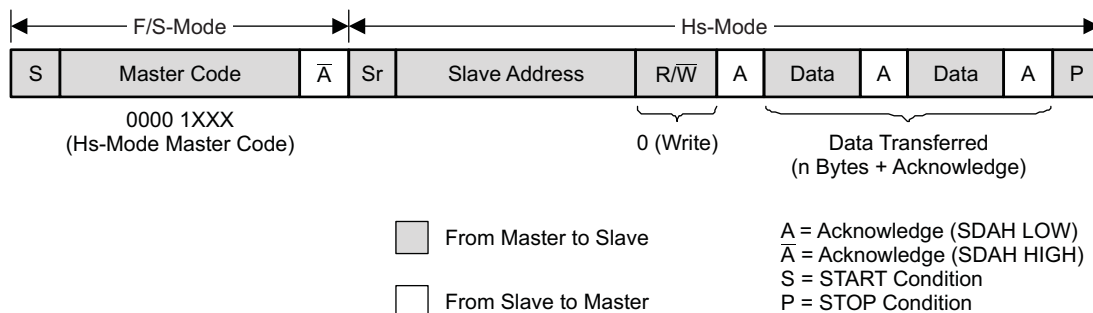 F/S-Mode Hs-Mode
S Master Code A̅ Sr Slave Address R/W̅ A Data A Data A P
0000 1XXX
(Hs-Mode Master Code)
0 (Write)
Data Transferred
(n Bytes + Acknowledge)
From Master to Slave
From Slave to Master
A = Acknowledge (SDAH LOW)
A̅ = Acknowledge (SDAH HIGH)
S = START Condition
P = STOP Condition